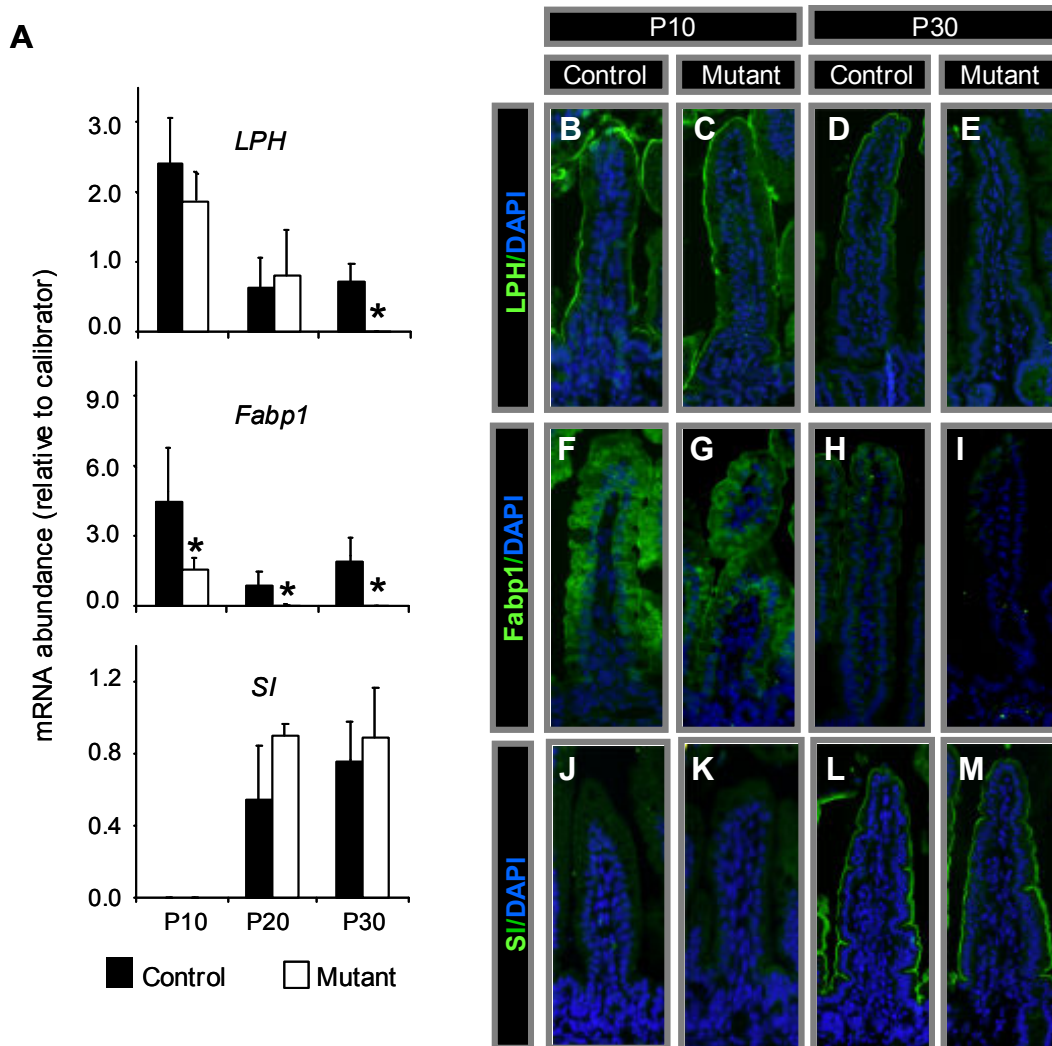 A
mRNA abundance (relative to calibrator)
LPH
3.0
2.0
1.0
0.0
*
Fabp1
9.0
6.0
3.0
0.0
*
*
*
SI
1.2
0.8
0.4
0.0
P10 P20 P30
Control Mutant
P10 P30
Control Mutant Control Mutant
LPH/DAPI
B C D E
Fabp1/DAPI
F G H I
SI/DAPI
J K L M